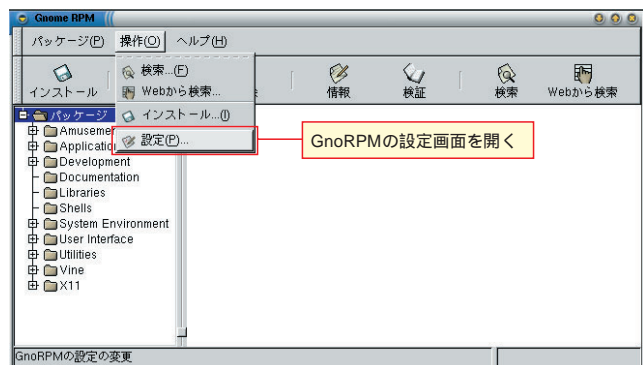 Gnome RPM
パッケージ(P) 操作(O) ヘルプ(H)
検索...(F)
Webから検索...
インストール...(I)
設定(P)...
インストール
情報
検証
検索
Webから検索
パッケージ
Amuseme
Applicatio
Development
Documentation
Libraries
Shells
System Environment
User Interface
Utilities
Vine
X11
GnoRPMの設定画面を開く
GnoRPMの設定の変更